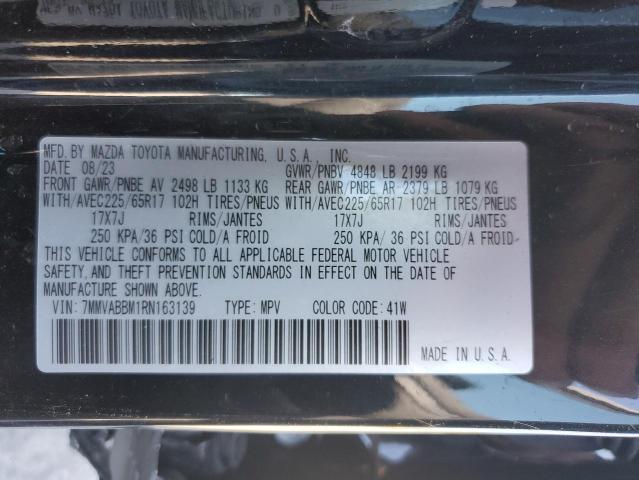 MFD. BY MAZDA TOYOTA MANUFACTURING, U.S.A., INC.
DATE 08/23 GVWR/PNBV 4848 LB 2199 KG
FRONT GAWR/PNBE AV 2498 LB 1133 KG REAR GAWR/PNBE AR 2379 LB 1079 KG
WITH/AVEC225/65R17 102H TIRES/PNEUS WITH/AVEC225/65R17 102H TIRES/PNEUS
17X7J RIMS/JANTES 17X7J RIMS/JANTES
250 KPA/36 PSI COLD/A FROID 250 KPA/ 36 PSI COLD/A FROID
THIS VEHICLE CONFORMS TO ALL APPLICABLE FEDERAL MOTOR VEHICLE
SAFETY,AND THEFT PREVENTION STANDARDS IN EFFECT ON THE DATE OF
MANUFACTURE SHOWN ABOVE.
VIN: 7MMVABBM1RN163139 TYPE: MPV COLOR CODE: 41W
MADE IN U.S.A.